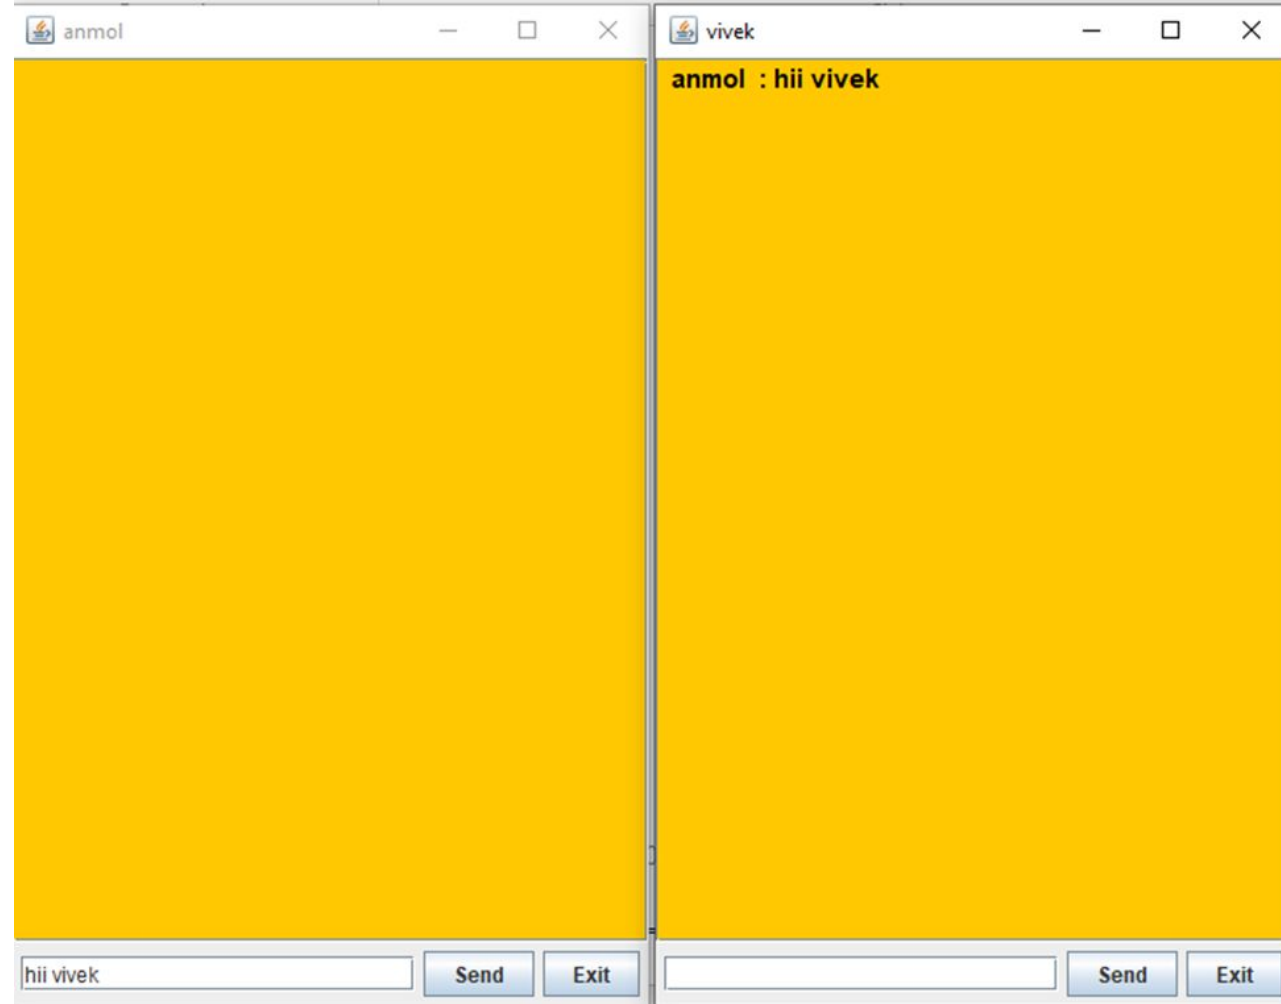 anmol
vivek
anmol : hii vivek
hii vivek
Send
Exit
Send
Exit